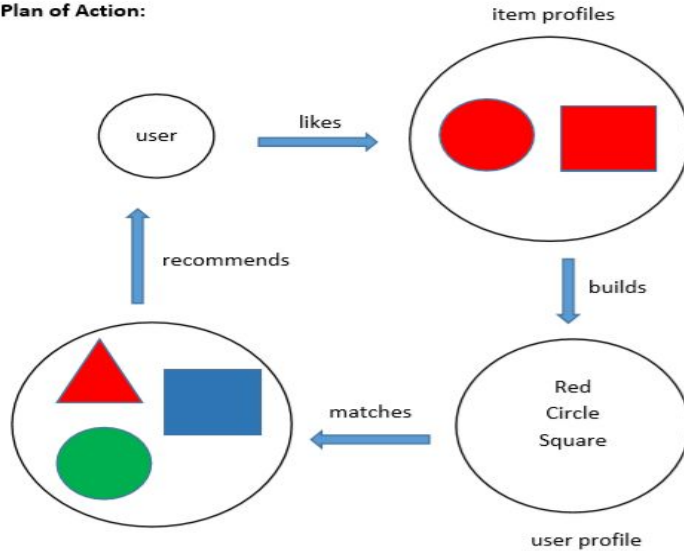 Plan of Action:
item profiles
user
likes
recommends
builds
matches
Red
Circle
Square
user profile